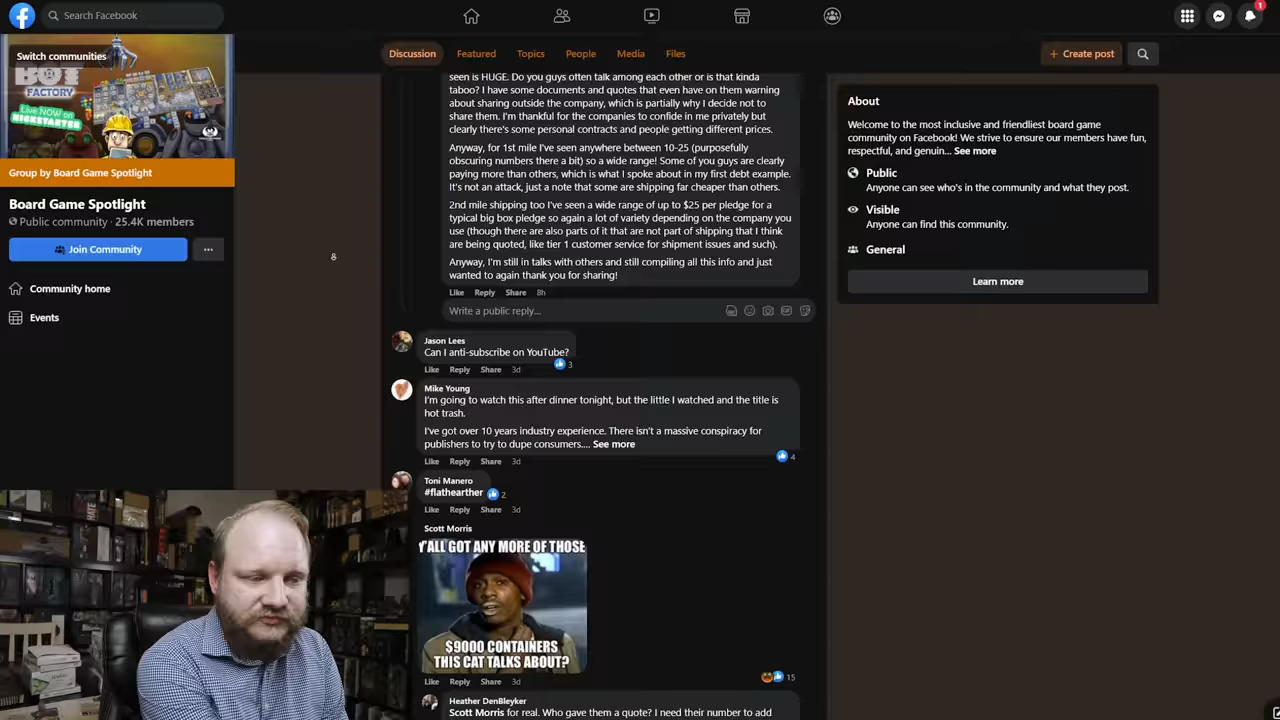 Search Facebook
1
Switch communities
BOT
FACTORY
Live NOW on
KICKSTARTER
Group by Board Game Spotlight
Board Game Spotlight
Public community · 25.4K members
Join Community
Community home
Events
Discussion
Featured
Topics
People
Media
Files
+ Create post
seen is HUGE. Do you guys often talk among each other or is that kinda
taboo? I have some documents and quotes that even have on them warning
about sharing outside the company, which is partially why I decide not to
share them. I'm thankful for the companies to confide in me privately but
clearly there's some personal contracts and people getting different prices.
Anyway, for 1st mile I've seen anywhere between 10-25 (purposefully
obscuring numbers there a bit) so a wide range! Some of you guys are clearly
paying more than others, which is what I spoke about in my first debt example.
It's not an attack, just a note that some are shipping far cheaper than others.
2nd mile shipping too I've seen a wide range of up to $25 per pledge for a
typical big box pledge so again a lot of variety depending on the company you
use (though there are also parts of it that are not part of shipping that I think
are being quoted, like tier 1 customer service for shipment issues and such).
Anyway, I'm still in talks with others and still compiling all this info and just
wanted to again thank you for sharing!
Like Reply Share 8h
Write a public reply...
Jason Lees
Can I anti-subscribe on YouTube?
3
Like Reply Share 3d
Mike Young
I'm going to watch this after dinner tonight, but the little I watched and the title is
hot trash.
I've got over 10 years industry experience. There isn't a massive conspiracy for
publishers to try to dupe consumers.... See more
4
Like Reply Share 3d
Toni Manero
#flathearther
2
Like Reply Share 3d
Scott Morris
Y'ALL GOT ANY MORE OF THOSE
$9000 CONTAINERS
THIS CAT TALKS ABOUT?
15
Like Reply Share 3d
Heather DenBleyker
Scott Morris for real. Who gave them a quote? I need their number to add
About
Welcome to the most inclusive and friendliest board game
community on Facebook! We strive to ensure our members have fun,
respectful, and genuin... See more
Public
Anyone can see who's in the community and what they post.
Visible
Anyone can find this community.
General
Learn more